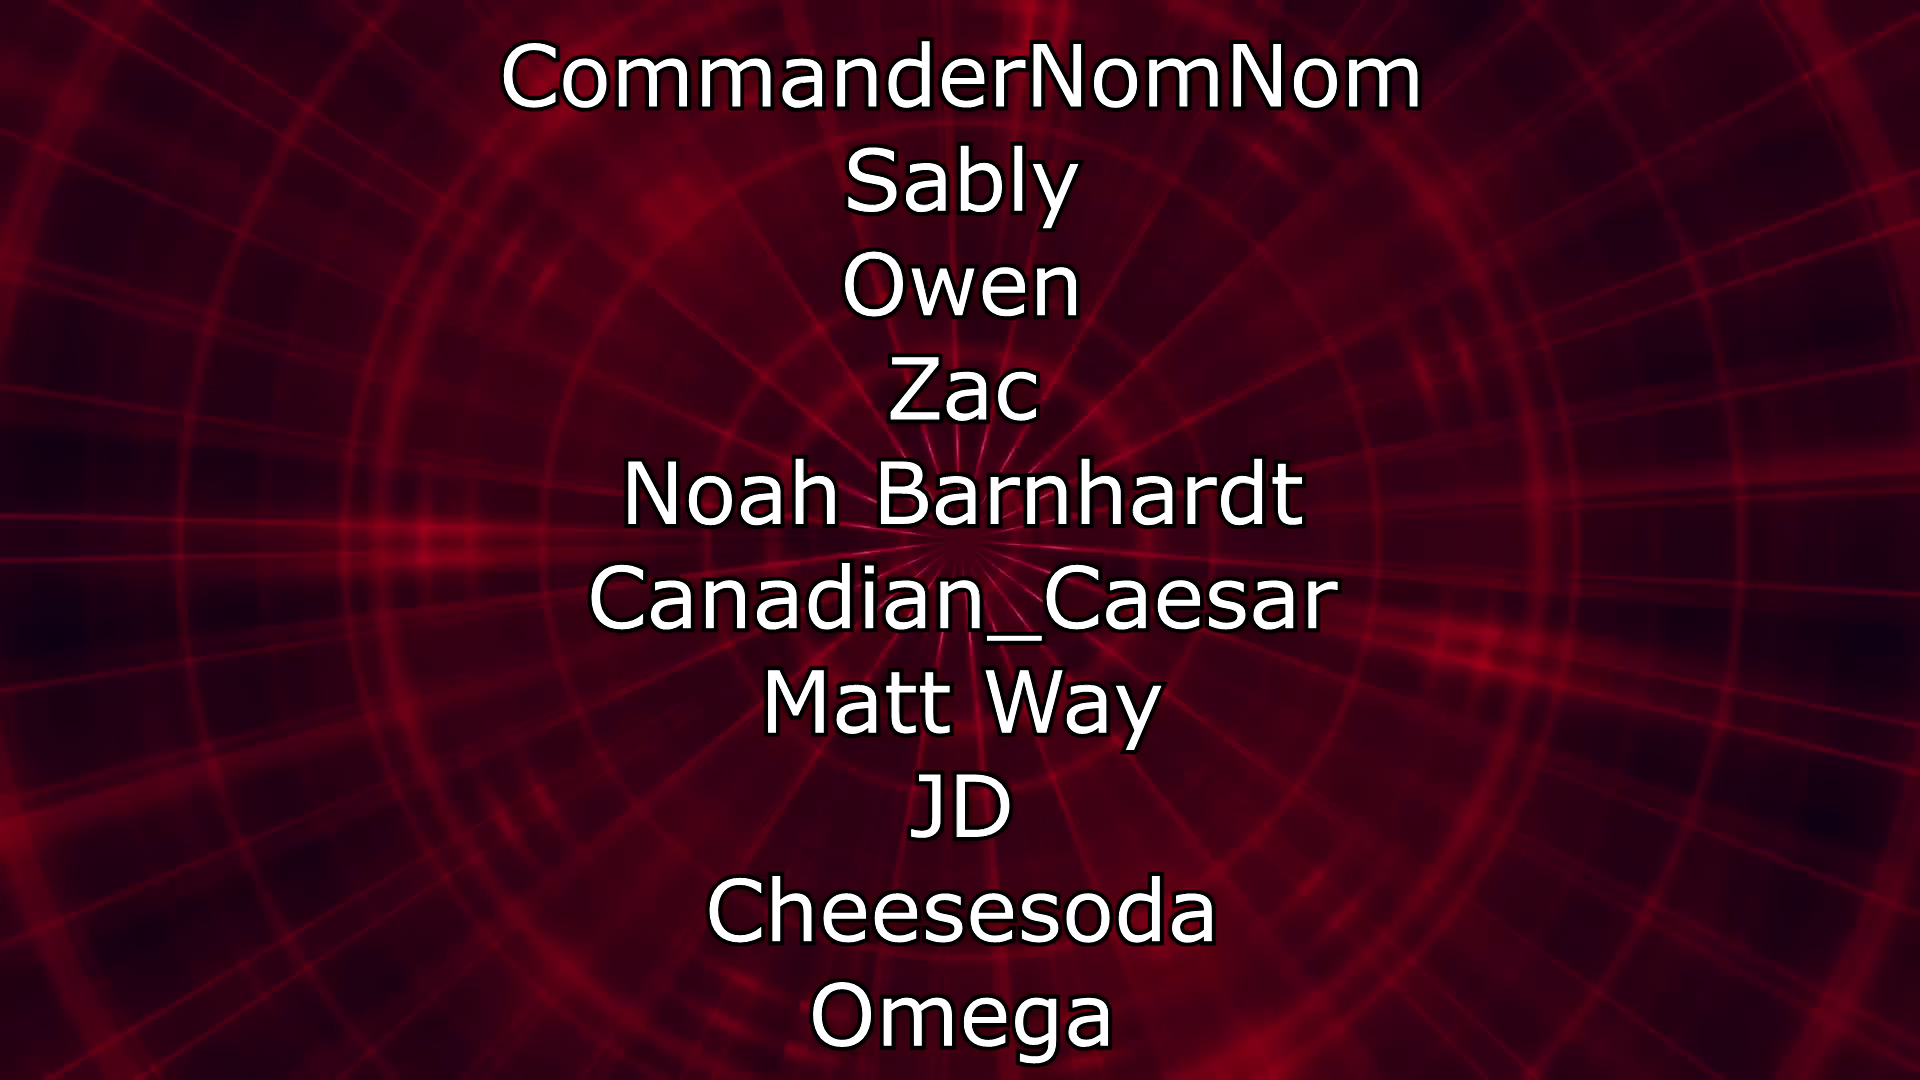 CommanderNomNom
Sably
Owen
Zac
Noah Barnhardt
Canadian_Caesar
Matt Way
JD
Cheesesoda
Omega